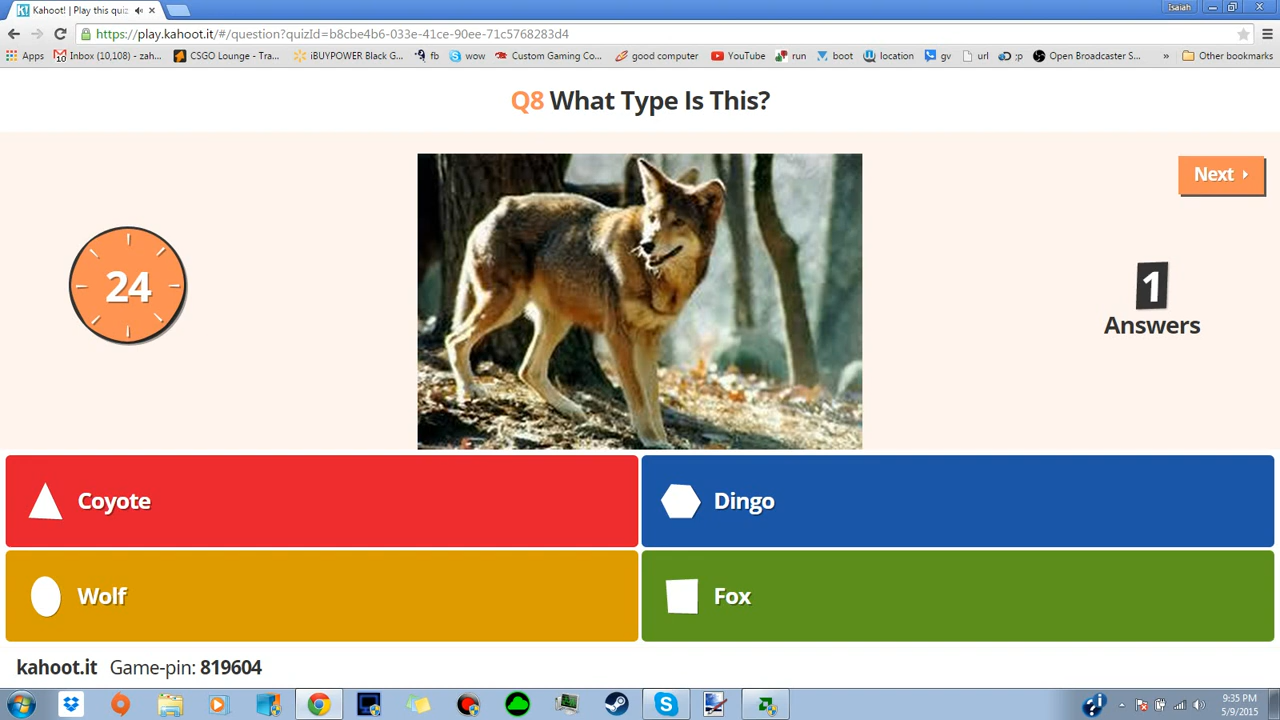 Kahoot! | Play this quiz
Isaiah
https://play.kahoot.it/#/question?quizId=b8cbe4b6-033e-41ce-90ee-71c5768283d4
Apps
Inbox (10,108) - zah...
CSGO Lounge - Tra...
iBUYPOWER Black G...
fb
wow
Custom Gaming Co...
good computer
YouTube
run
boot
location
gv
url
;p
Open Broadcaster S...
»
Other bookmarks
Q8 What Type Is This?
Next
24
1
Answers
Coyote
Dingo
Wolf
Fox
kahoot.it Game-pin: 819604
9:35 PM
5/9/2015